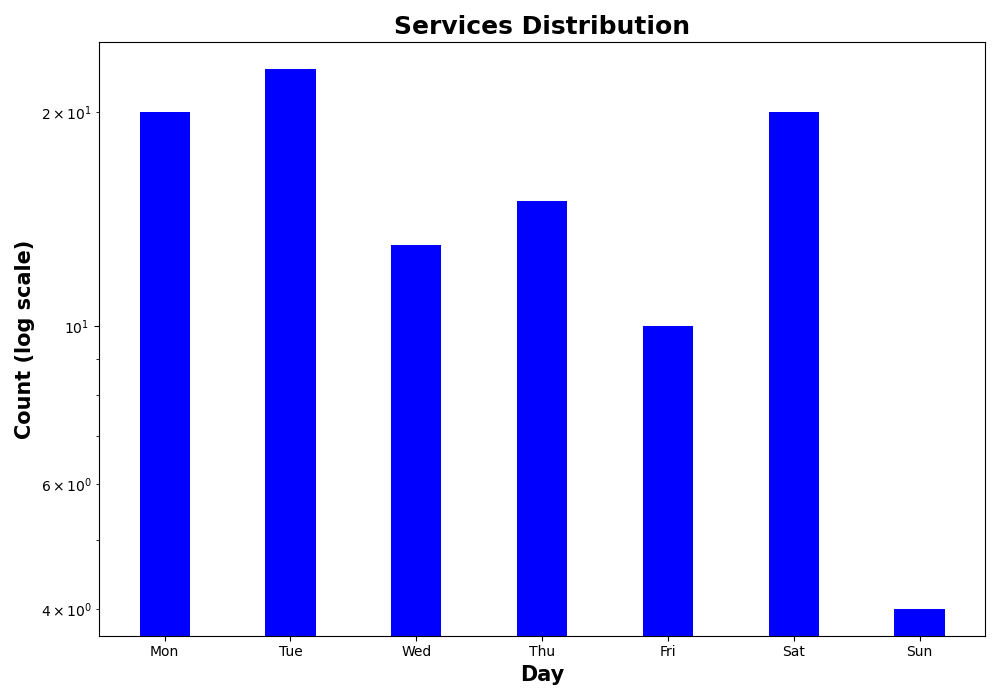 Services Distribution
Count (log scale)
2 × 10¹
10¹
6 × 10⁰
4 × 10⁰
Mon Tue Wed Thu Fri Sat Sun
Day